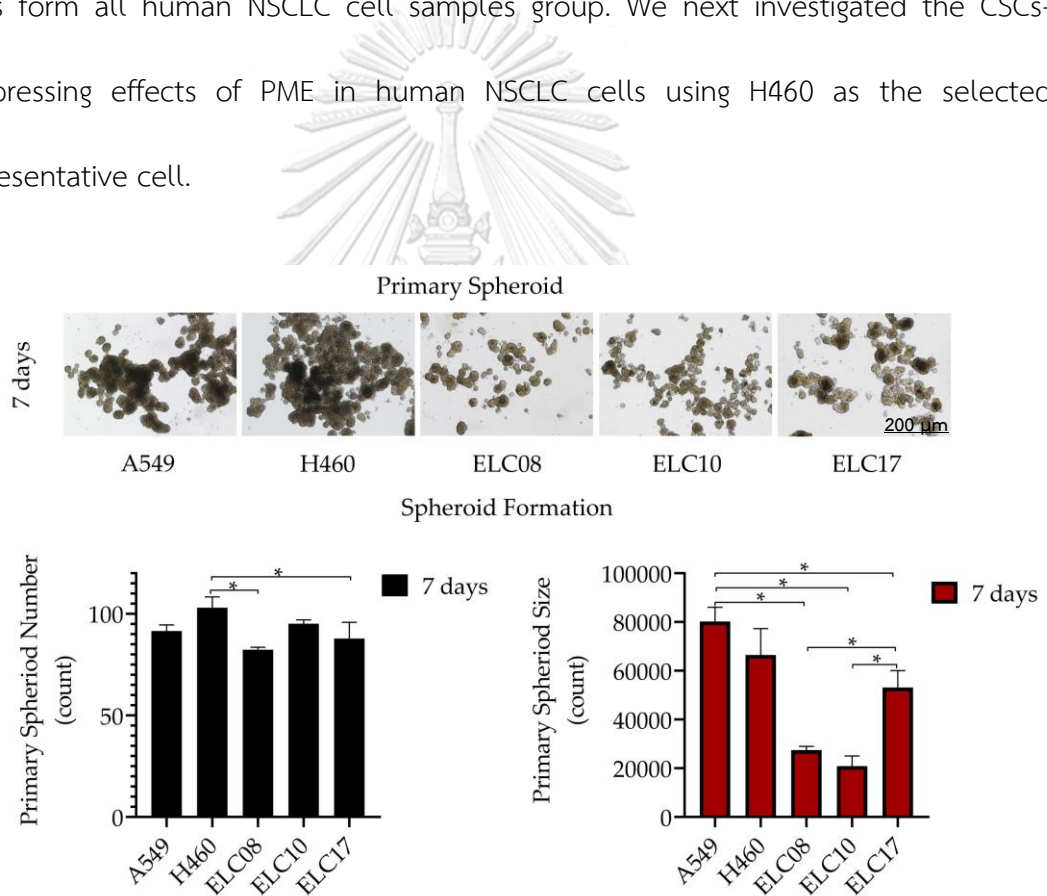 s form all human NSCLC cell samples group. We next investigated the CSCs-
pressing effects of PME in human NSCLC cells using H460 as the selected
resentative cell.
Primary Spheroid
7 days
200 μm
A549 H460 ELC08 ELC10 ELC17
Spheroid Formation
Primary Spheriod Number
(count)
100
50
0
* *
7 days
A549 H460 ELC08 ELC10 ELC17
Primary Spheriod Size
(count)
100000
80000
60000
40000
20000
0
* * * * *
7 days
A549 H460 ELC08 ELC10 ELC17